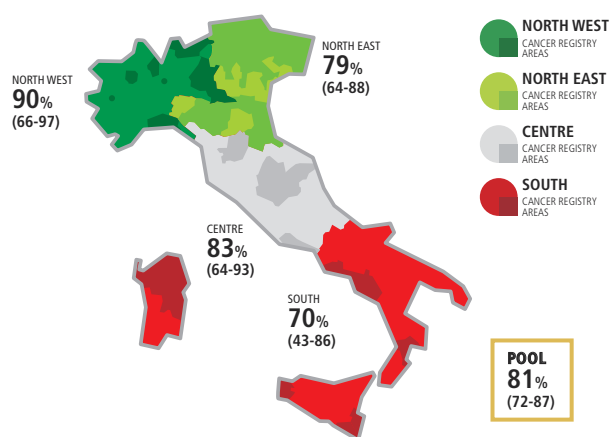 NORTH WEST
90%
(66-97)
NORTH EAST
79%
(64-88)
CENTRE
83%
(64-93)
SOUTH
70%
(43-86)
NORTH WEST
CANCER REGISTRY
AREAS
NORTH EAST
CANCER REGISTRY
AREAS
CENTRE
CANCER REGISTRY
AREAS
SOUTH
CANCER REGISTRY
AREAS
POOL
81%
(72-87)